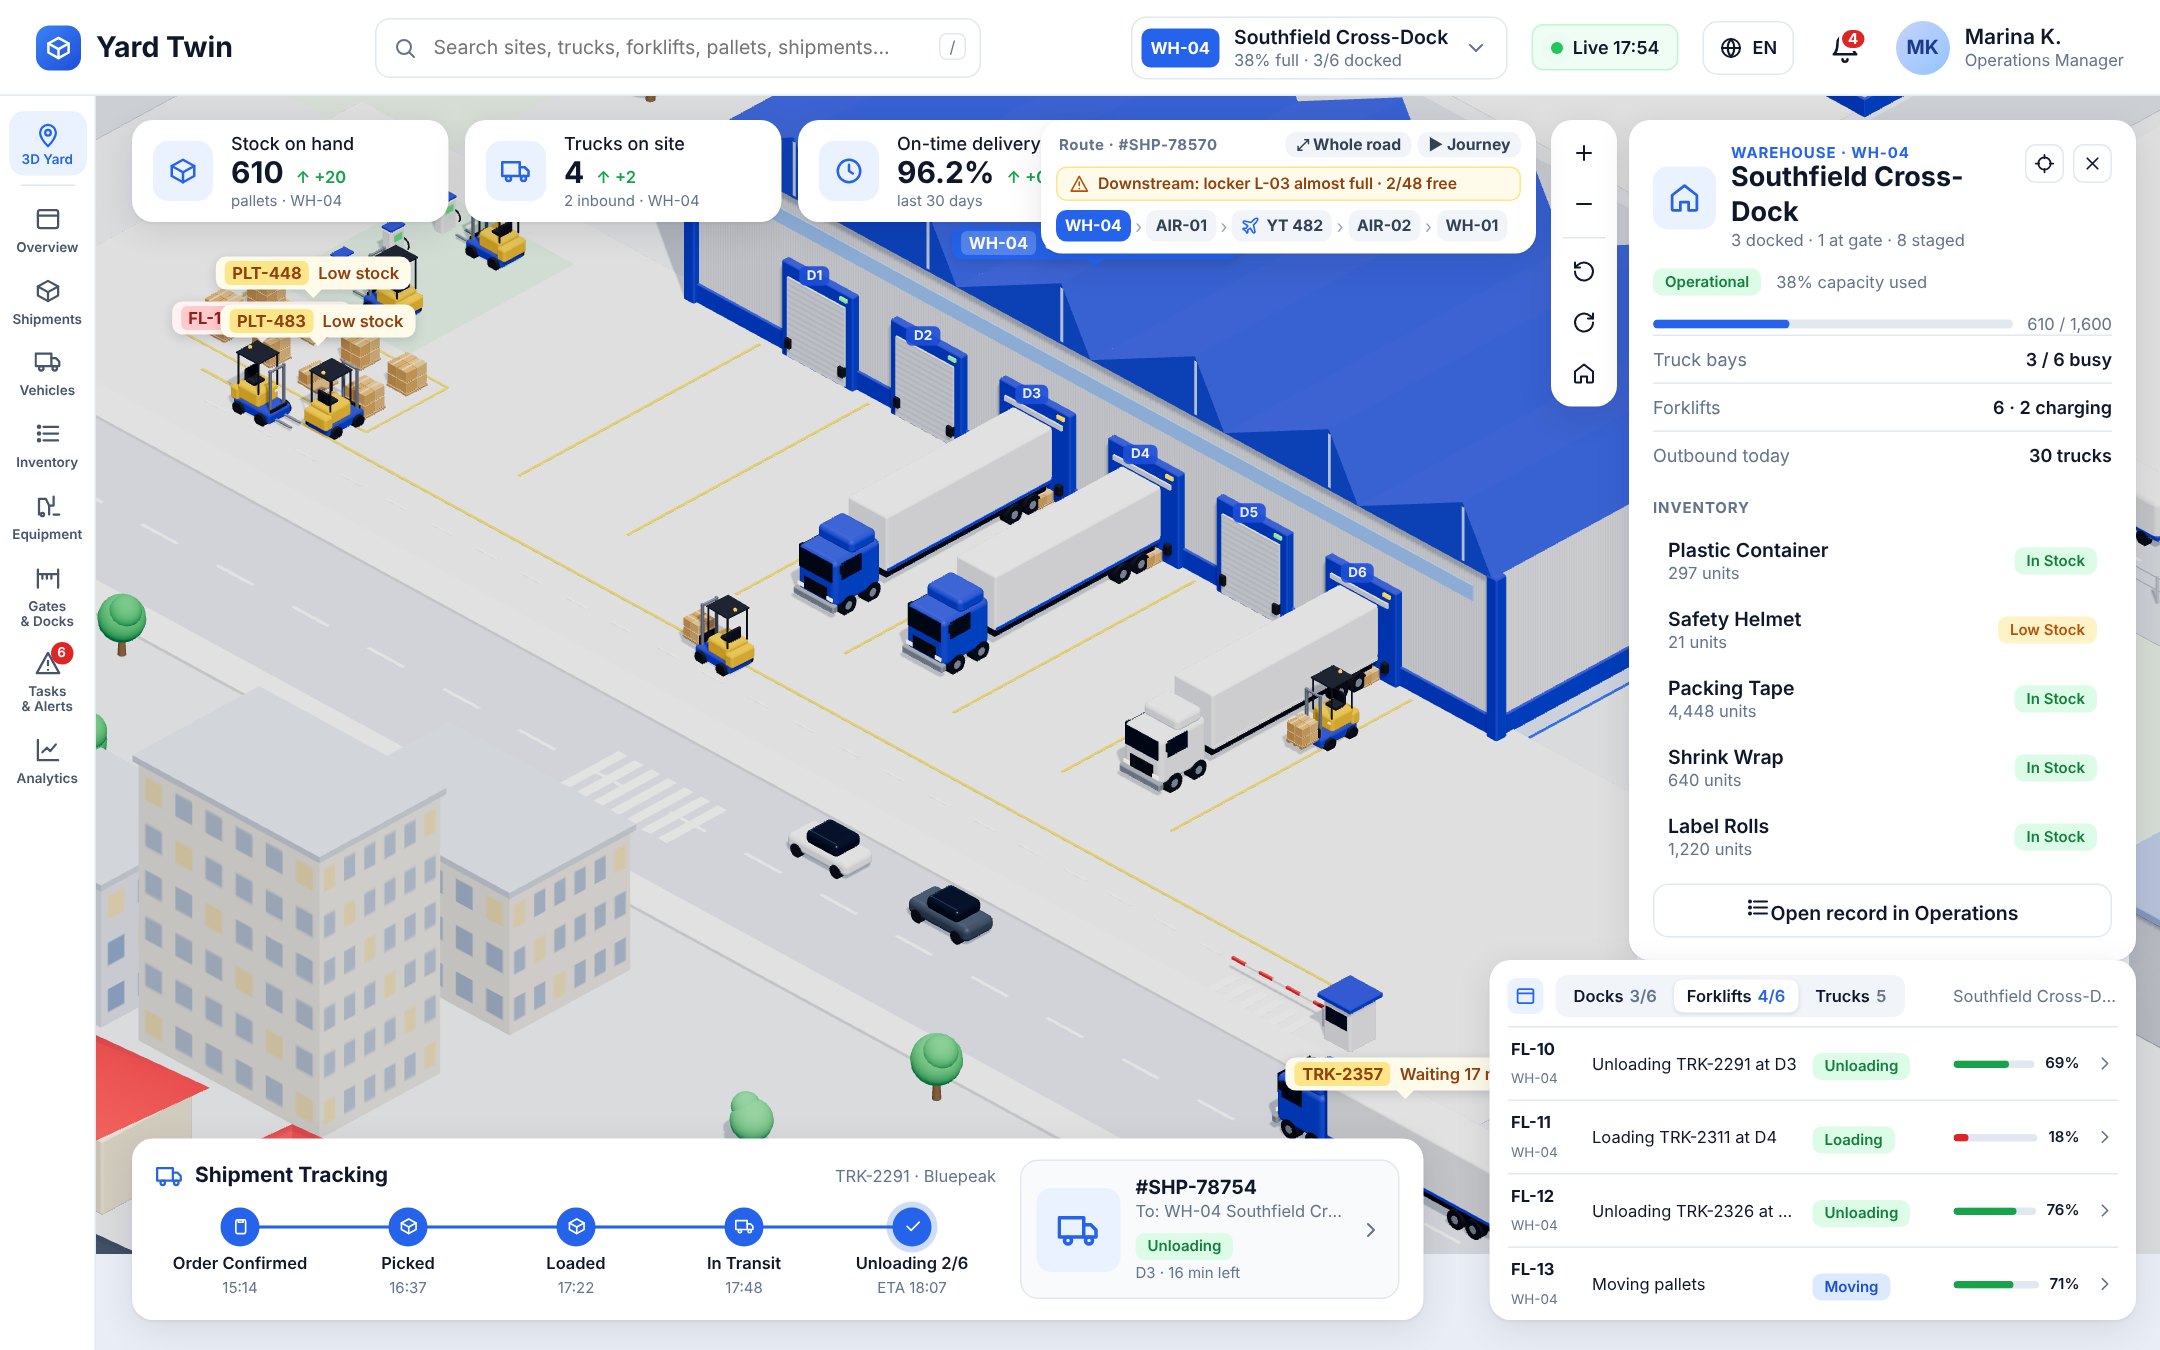 Yard Twin
Search sites, trucks, forklifts, pallets, shipments...
/
WH-04
Southfield Cross-Dock
38% full · 3/6 docked
Live 17:54
EN
4
MK
Marina K.
Operations Manager
3D Yard
Overview
Shipments
Vehicles
Inventory
Equipment
Gates
& Docks
6
Tasks
& Alerts
Analytics
Stock on hand
610 ↑ +20
pallets · WH-04
Trucks on site
4 ↑ +2
2 inbound · WH-04
On-time delivery
96.2% ↑
last 30 days
Route · #SHP-78570
Whole road
Journey
Downstream: locker L-03 almost full · 2/48 free
WH-04 › AIR-01 › YT 482 › AIR-02 › WH-01
WH-04
PLT-448 Low stock
FL-1
PLT-483 Low stock
D1
D2
D3
D4
D5
D6
TRK-2357 Waiting 17
WAREHOUSE · WH-04
Southfield Cross-
Dock
3 docked · 1 at gate · 8 staged
Operational
38% capacity used
610 / 1,600
Truck bays 3 / 6 busy
Forklifts 6 · 2 charging
Outbound today 30 trucks
INVENTORY
Plastic Container
297 units
In Stock
Safety Helmet
21 units
Low Stock
Packing Tape
4,448 units
In Stock
Shrink Wrap
640 units
In Stock
Label Rolls
1,220 units
In Stock
Open record in Operations
Docks 3/6
Forklifts 4/6
Trucks 5
Southfield Cross-D...
FL-10
WH-04
Unloading TRK-2291 at D3
Unloading
69%
FL-11
WH-04
Loading TRK-2311 at D4
Loading
18%
FL-12
WH-04
Unloading TRK-2326 at ...
Unloading
76%
FL-13
WH-04
Moving pallets
Moving
71%
Shipment Tracking
TRK-2291 · Bluepeak
Order Confirmed
15:14
Picked
16:37
Loaded
17:22
In Transit
17:48
Unloading 2/6
ETA 18:07
#SHP-78754
To: WH-04 Southfield Cr...
Unloading
D3 · 16 min left